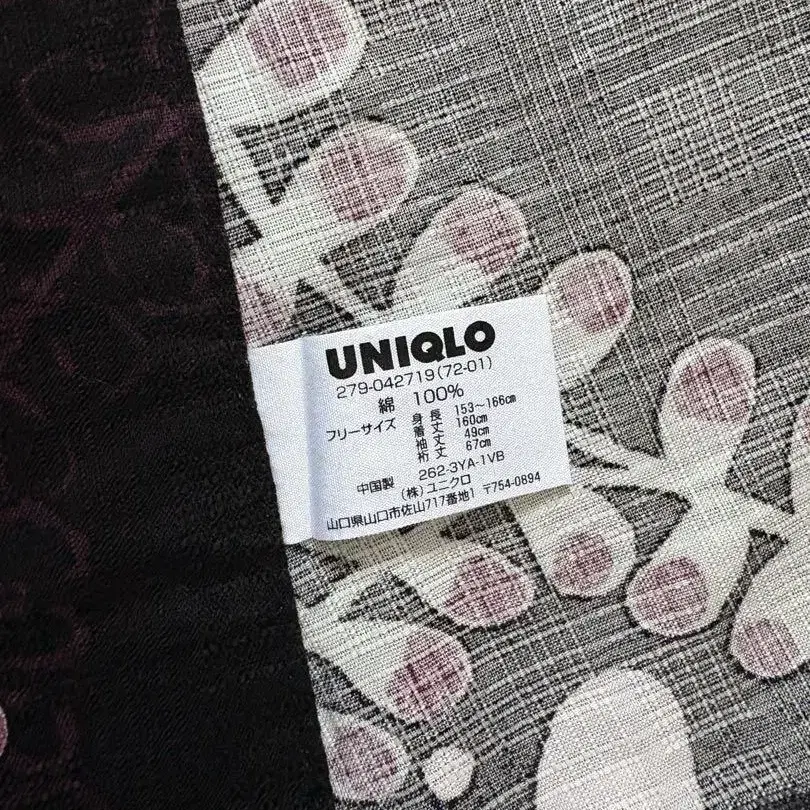 UNIQLO
279-042719(72-01)
綿 100%
フリーサイズ 身長 153~166cm
着丈 160cm
袖丈 49cm
裄丈 67cm
中国製 262-3YA-1VB
(株)ユニクロ
山口県山口市佐山717番地1 〒754-0894